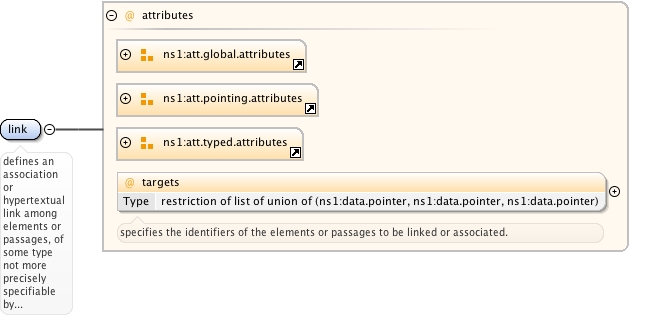 attributes
ns1:att.global.attributes
ns1:att.pointing.attributes
ns1:att.typed.attributes
link
defines an
association
or
hypertextual
link among
elements or
passages, of
some type
not more
precisely
specifiable
by...
targets
Type restriction of list of union of (ns1:data.pointer, ns1:data.pointer, ns1:data.pointer)
specifies the identifiers of the elements or passages to be linked or associated.